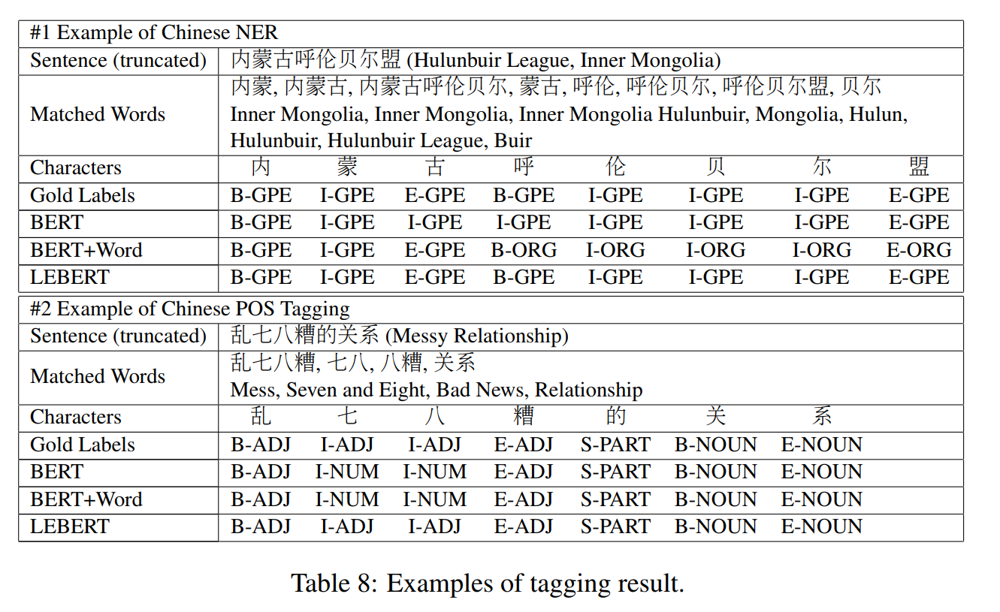 #1 Example of Chinese NER
Sentence (truncated) 内蒙古呼伦贝尔盟 (Hulunbuir League, Inner Mongolia)
Matched Words 内蒙, 内蒙古, 内蒙古呼伦贝尔, 蒙古, 呼伦, 呼伦贝尔, 呼伦贝尔盟, 贝尔
Inner Mongolia, Inner Mongolia, Inner Mongolia Hulunbuir, Mongolia, Hulun,
Hulunbuir, Hulunbuir League, Buir
Characters 内 蒙 古 呼 伦 贝 尔 盟
Gold Labels B-GPE I-GPE E-GPE B-GPE I-GPE I-GPE I-GPE E-GPE
BERT B-GPE I-GPE I-GPE I-GPE I-GPE I-GPE I-GPE E-GPE
BERT+Word B-GPE I-GPE E-GPE B-ORG I-ORG I-ORG I-ORG E-ORG
LEBERT B-GPE I-GPE E-GPE B-GPE I-GPE I-GPE I-GPE E-GPE
#2 Example of Chinese POS Tagging
Sentence (truncated) 乱七八糟的关系 (Messy Relationship)
Matched Words 乱七八糟, 七八, 八糟, 关系
Mess, Seven and Eight, Bad News, Relationship
Characters 乱 七 八 糟 的 关 系
Gold Labels B-ADJ I-ADJ I-ADJ E-ADJ S-PART B-NOUN E-NOUN
BERT B-ADJ I-NUM I-NUM E-ADJ S-PART B-NOUN E-NOUN
BERT+Word B-ADJ I-NUM I-NUM E-ADJ S-PART B-NOUN E-NOUN
LEBERT B-ADJ I-ADJ I-ADJ E-ADJ S-PART B-NOUN E-NOUN
Table 8: Examples of tagging result.